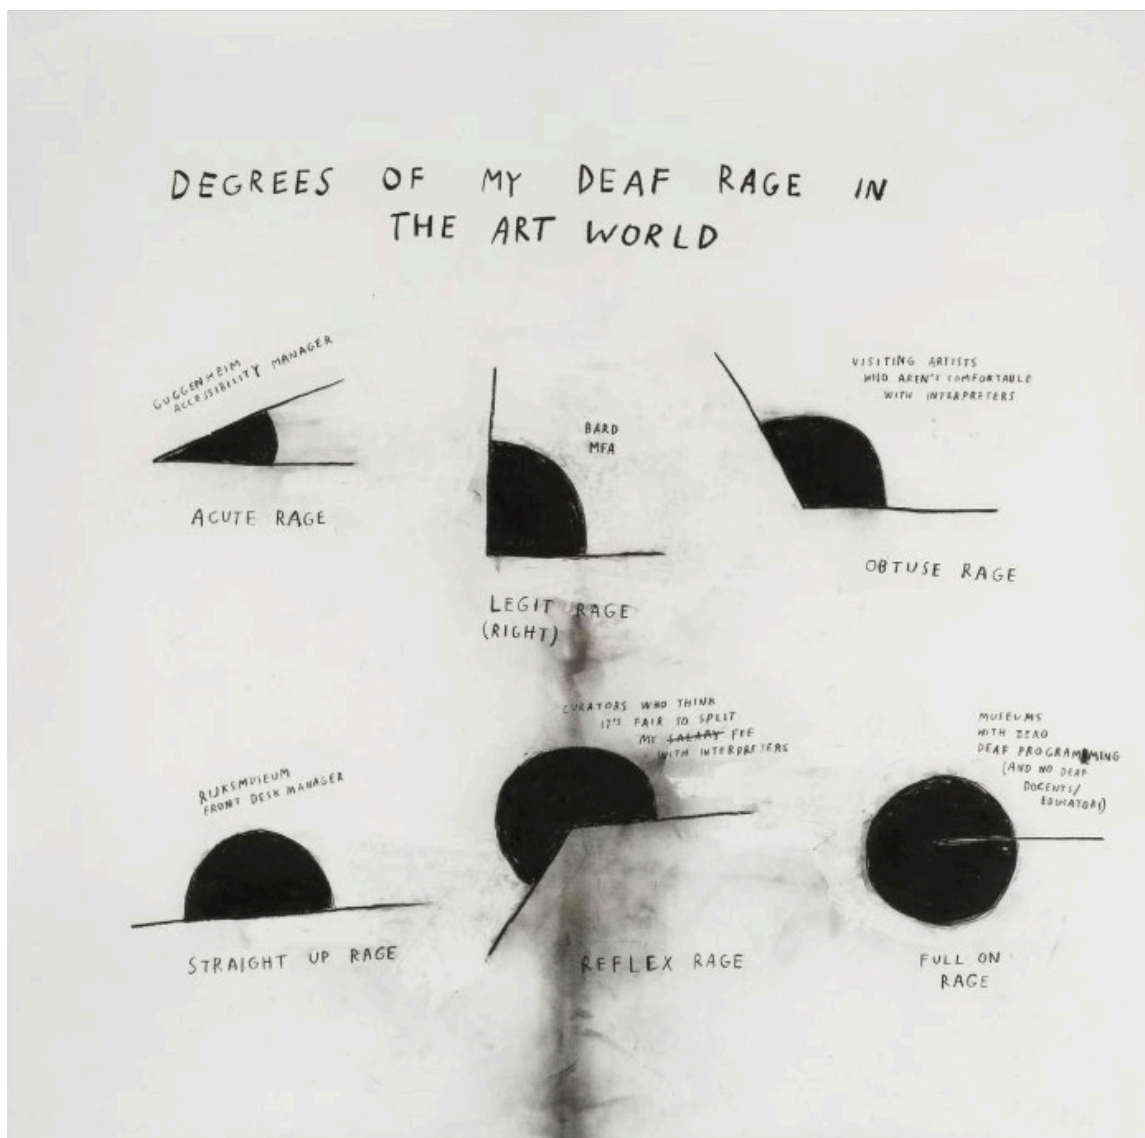 DEGREES OF MY DEAF RAGE IN
THE ART WORLD
GUGGENHEIM
ACCESSIBILITY MANAGER
ACUTE RAGE
BARD
MFA
LEGIT RAGE
(RIGHT)
VISITING ARTISTS
WHO AREN'T COMFORTABLE
WITH INTERPRETERS
OBTUSE RAGE
RIJKSMUSEUM
FRONT DESK MANAGER
STRAIGHT UP RAGE
CURATORS WHO THINK
IT'S FAIR TO SPLIT
MY SALARY FEE
WITH INTERPRETERS
REFLEX RAGE
MUSEUMS
WITH ZERO
DEAF PROGRAMMING
(AND NO DEAF
DOCENTS/
EDUCATORS)
FULL ON
RAGE